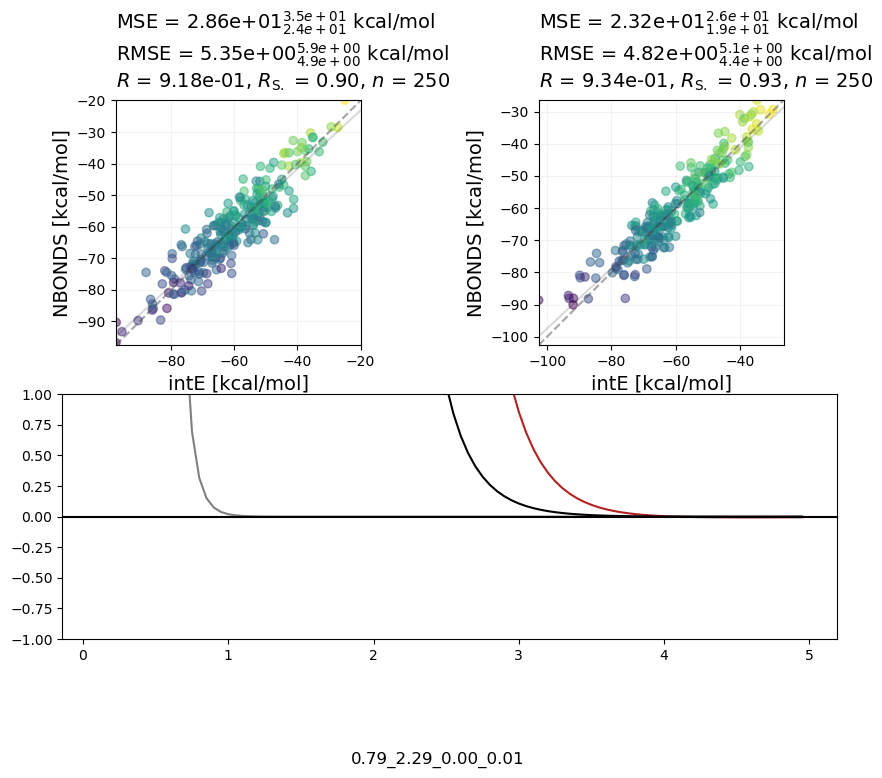 MSE = 2.86e+01$^{3.5e+01}_{2.4e+01}$ kcal/mol
RMSE = 5.35e+00$^{5.9e+00}_{4.9e+00}$ kcal/mol
R = 9.18e-01, R$_{S.}$ = 0.90, n = 250
−20
−30
−40
−50
−60
−70
−80
−90
NBONDS [kcal/mol]
−80 −60 −40 −20
intE [kcal/mol]
MSE = 2.32e+01$^{2.6e+01}_{1.9e+01}$ kcal/mol
RMSE = 4.82e+00$^{5.1e+00}_{4.4e+00}$ kcal/mol
R = 9.34e-01, R$_{S.}$ = 0.93, n = 250
−30
−40
−50
−60
−70
−80
−90
−100
NBONDS [kcal/mol]
−100 −80 −60 −40
intE [kcal/mol]
1.00
0.75
0.50
0.25
0.00
−0.25
−0.50
−0.75
−1.00
0 1 2 3 4 5
0.79_2.29_0.00_0.01